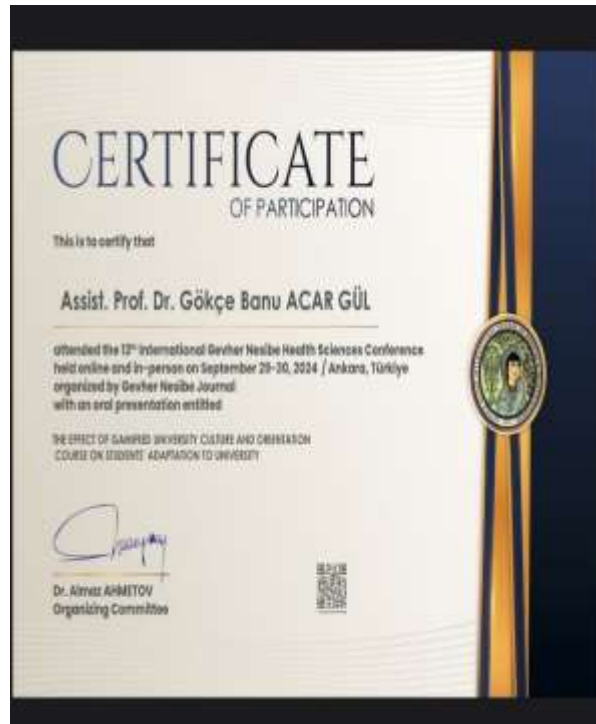 CERTIFICATE
OF PARTICIPATION
This is to certify that
Assist. Prof. Dr. Gökçe Banu ACAR GÜL
attended the 13th International Gevher Nesibe Health Sciences Conference
held online and in-person on September 29-30, 2024 / Ankara, Türkiye
organized by Gevher Nesibe Journal
with an oral presentation entitled
THE EFFECT OF GAMIFIED UNIVERSITY CULTURE AND ORIENTATION
COURSE ON STUDENTS' ADAPTATION TO UNIVERSITY
Dr. Almaz AHMETOV
Organizing Committee